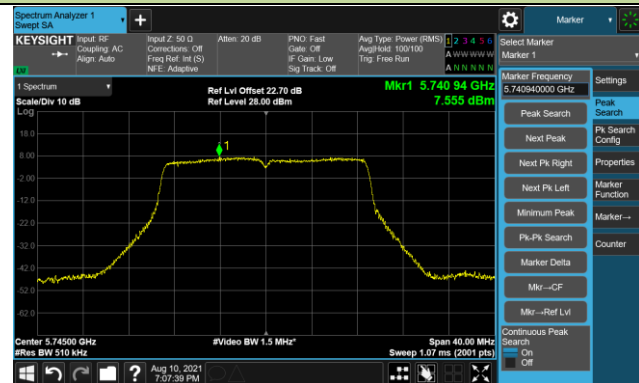 Spectrum Analyzer 1
Swept SA
Marker
KEYSIGHT
Input: RF
Coupling: AC
Align: Auto
Input Z: 50 Ω
Corrections: Off
Freq Ref: Int (S)
NFE: Adaptive
Atten: 20 dB
PNO: Fast
Gate: Off
IF Gain: Low
Sig Track: Off
Avg Type: Power (RMS)
Avg|Hold: 100/100
Trig: Free Run
1 2 3 4 5 6
A W W W W W
A N N N N N
Select Marker
Marker 1
1 Spectrum
Scale/Div 10 dB
Log
Ref Lvl Offset 22.70 dB
Ref Level 28.00 dBm
Mkr1 5.740 94 GHz
7.555 dBm
1
18.0
8.00
-2.00
-12.0
-22.0
-32.0
-42.0
-52.0
-62.0
Center 5.74500 GHz
#Res BW 510 kHz
#Video BW 1.5 MHz*
Span 40.00 MHz
Sweep 1.07 ms (2001 pts)
Marker Frequency
5.740940000 GHz
Peak Search
Next Peak
Next Pk Right
Next Pk Left
Minimum Peak
Pk-Pk Search
Marker Delta
Mkr→CF
Mkr→Ref Lvl
Continuous Peak
Search
On
Off
Settings
Peak
Search
Pk Search
Config
Properties
Marker
Function
Marker→
Counter
Aug 10, 2021
7:07:39 PM